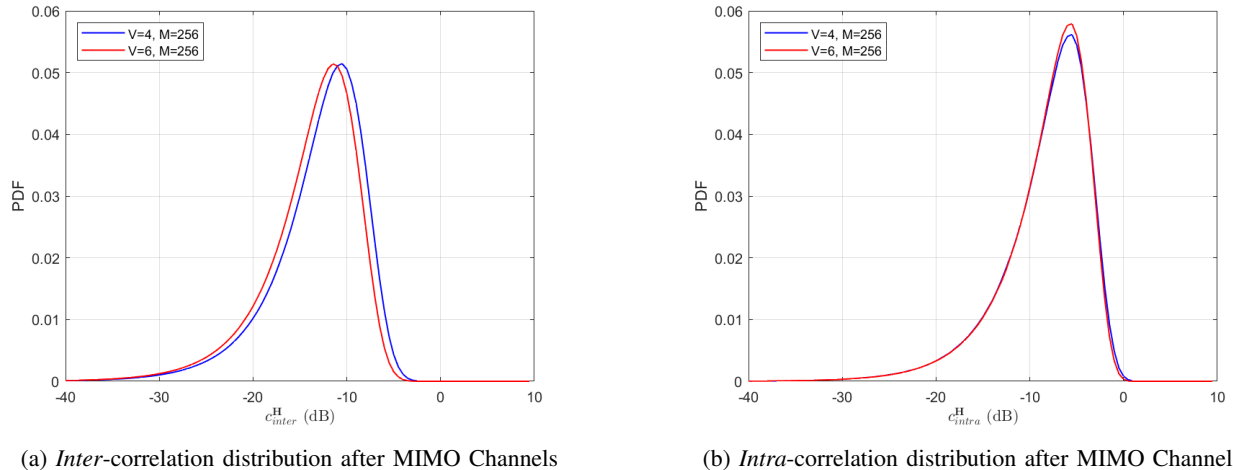 0.06
0.05
0.04
0.03
0.02
0.01
0
PDF
V=4, M=256
V=6, M=256
-40 -30 -20 -10 0 10
c^H_inter (dB)
(a) Inter-correlation distribution after MIMO Channels
0.06
0.05
0.04
0.03
0.02
0.01
0
PDF
V=4, M=256
V=6, M=256
-40 -30 -20 -10 0 10
c^H_intra (dB)
(b) Intra-correlation distribution after MIMO Channel